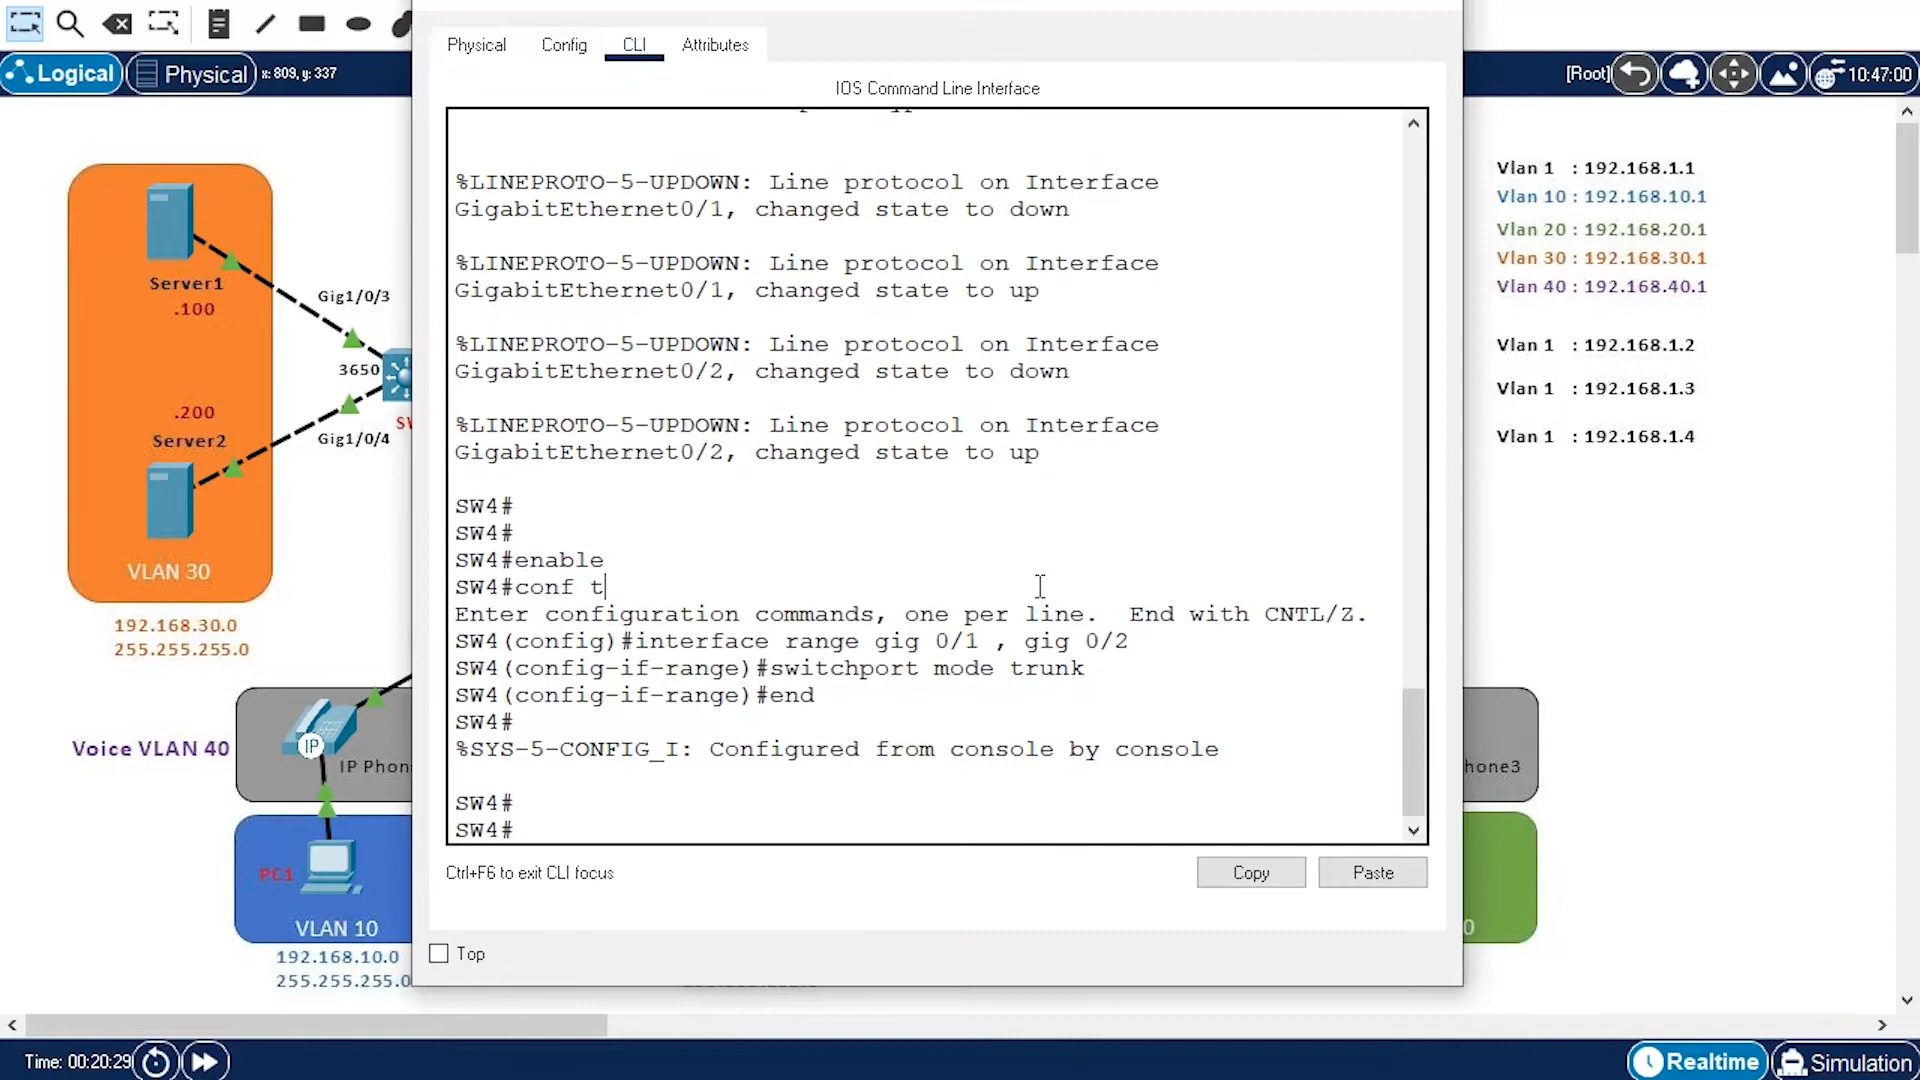 Physical Config CLI Attributes
Logical Physical x: 809, y: 337
[Root] 10:47:00
IOS Command Line Interface
%LINEPROTO-5-UPDOWN: Line protocol on Interface
GigabitEthernet0/1, changed state to down
%LINEPROTO-5-UPDOWN: Line protocol on Interface
GigabitEthernet0/1, changed state to up
%LINEPROTO-5-UPDOWN: Line protocol on Interface
GigabitEthernet0/2, changed state to down
%LINEPROTO-5-UPDOWN: Line protocol on Interface
GigabitEthernet0/2, changed state to up
SW4#
SW4#
SW4#enable
SW4#conf t
Enter configuration commands, one per line. End with CNTL/Z.
SW4(config)#interface range gig 0/1 , gig 0/2
SW4(config-if-range)#switchport mode trunk
SW4(config-if-range)#end
SW4#
%SYS-5-CONFIG_I: Configured from console by console
SW4#
SW4#
Ctrl+F6 to exit CLI focus
Copy Paste
Top
Server1
.100
Gig1/0/3
3650
.200
Server2
Gig1/0/4
VLAN 30
192.168.30.0
255.255.255.0
Voice VLAN 40
IP
IP Phon
PC1
VLAN 10
192.168.10.0
255.255.255.0
Vlan 1 : 192.168.1.1
Vlan 10 : 192.168.10.1
Vlan 20 : 192.168.20.1
Vlan 30 : 192.168.30.1
Vlan 40 : 192.168.40.1
Vlan 1 : 192.168.1.2
Vlan 1 : 192.168.1.3
Vlan 1 : 192.168.1.4
hone3
0
Time: 00:20:29
Realtime Simulation